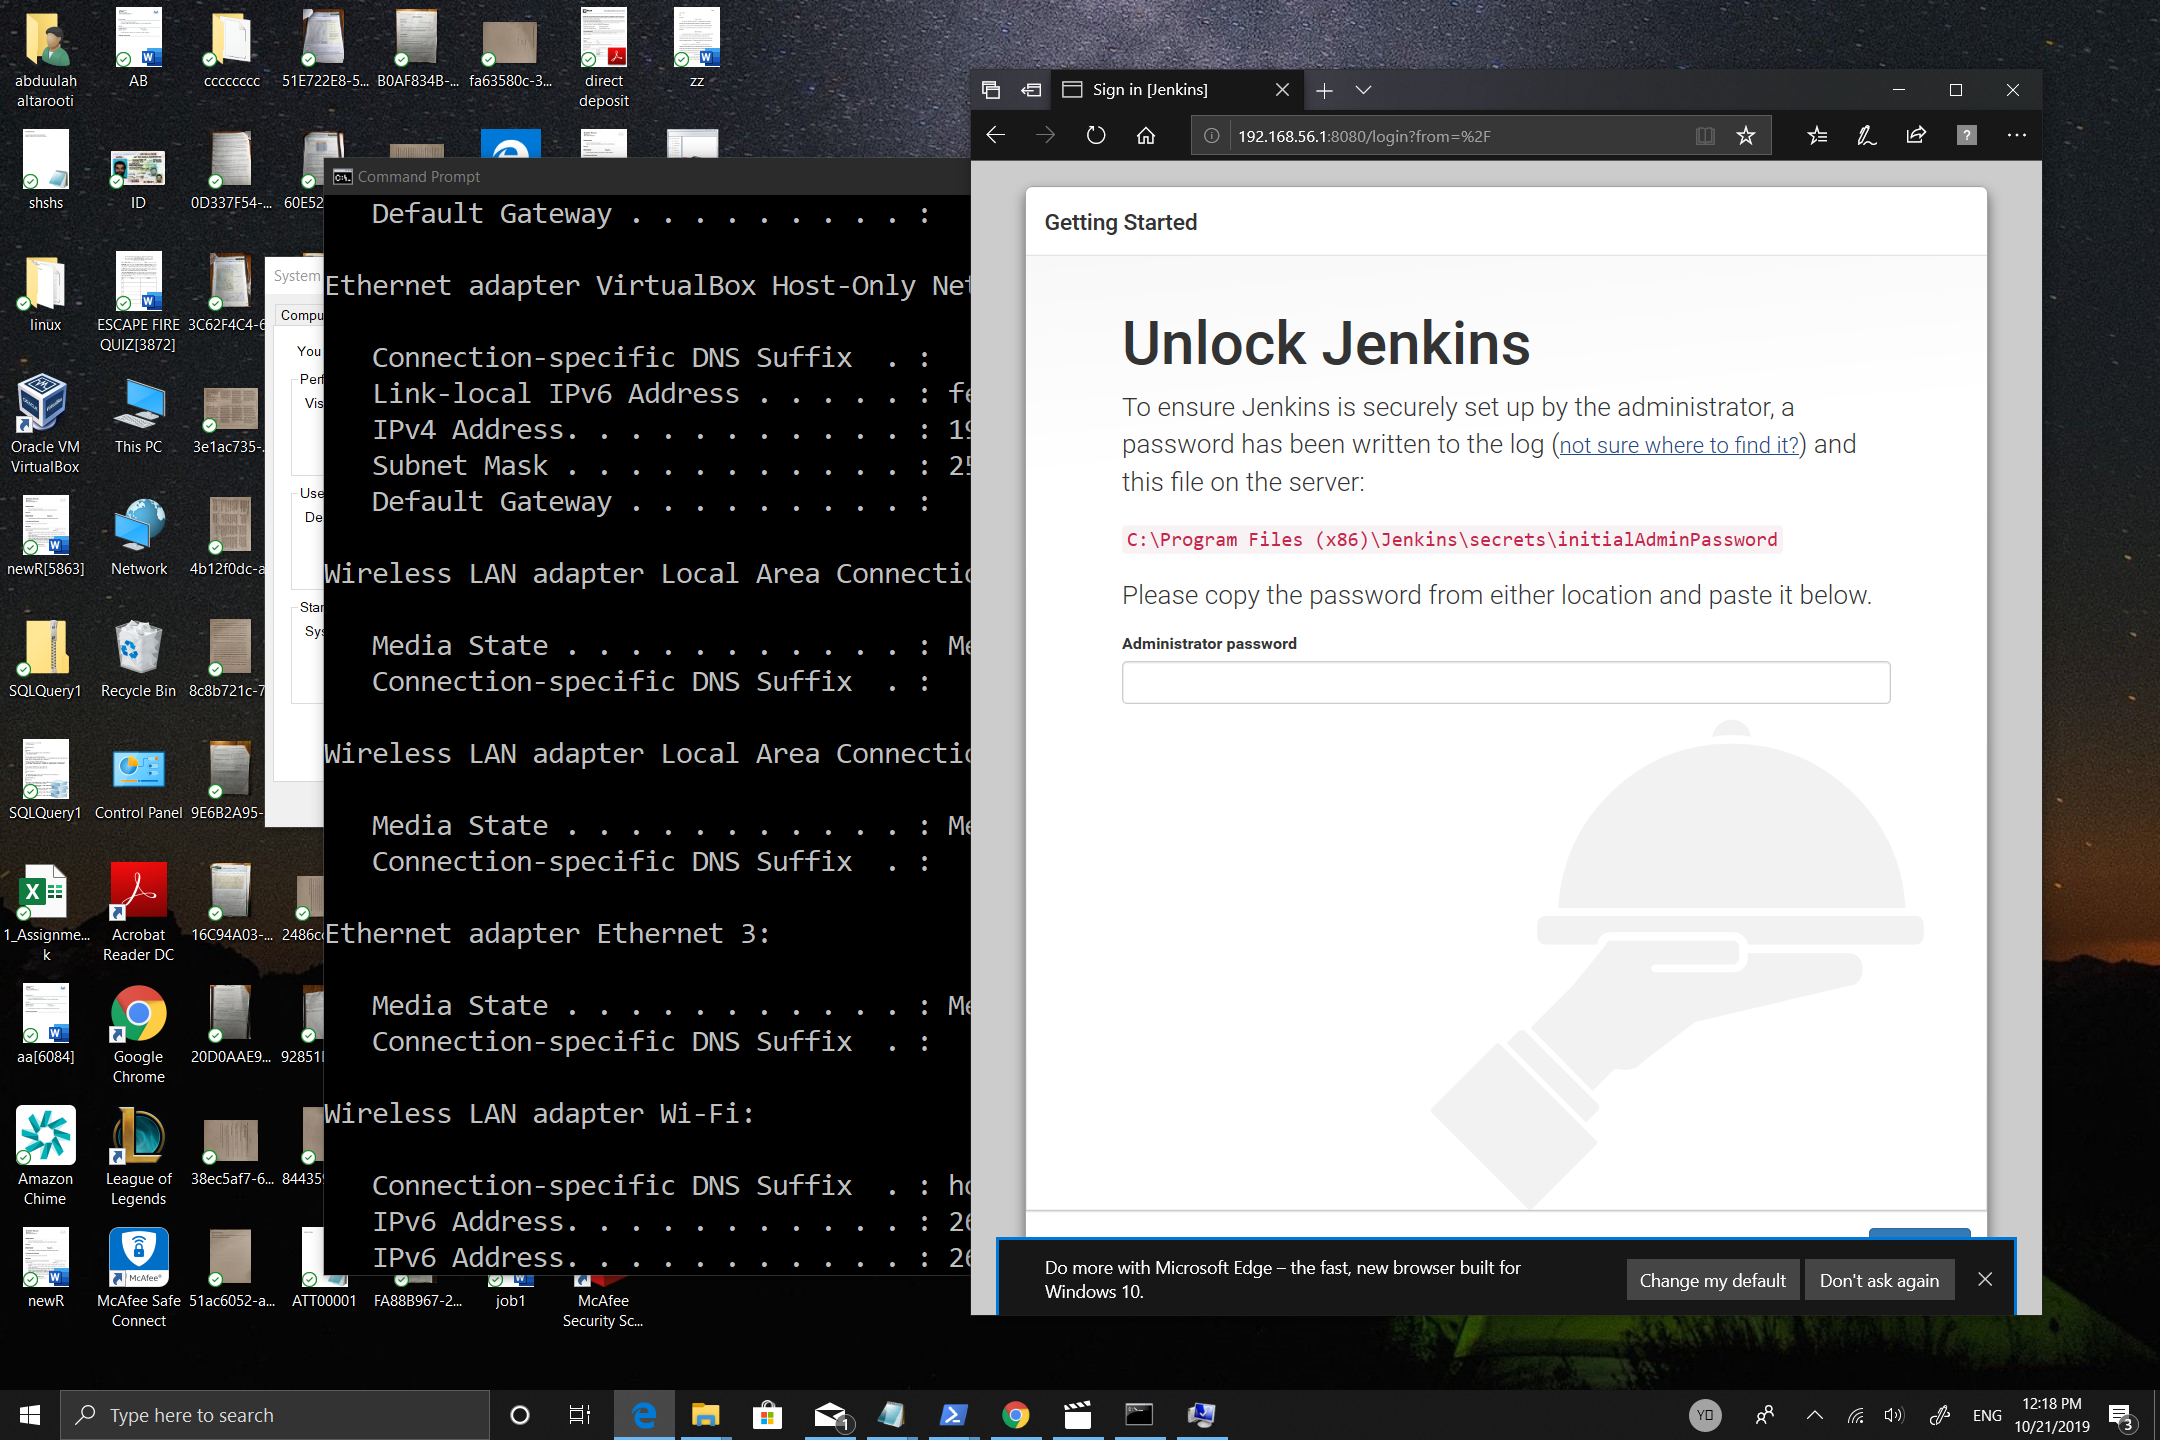 abduulah
altarooti
AB
cccccccc
51E722E8-5...
B0AF834B-...
fa63580c-3...
direct
deposit
zz
shshs
ID
0D337F54-...
60E52
linux
ESCAPE FIRE
QUIZ[3872]
3C62F4C4-6
Oracle VM
VirtualBox
This PC
3e1ac735-.
newR[5863]
Network
4b12f0dc-a
SQLQuery1
Recycle Bin
8c8b721c-7
SQLQuery1
Control Panel
9E6B2A95-
1_Assignme...
k
Acrobat
Reader DC
16C94A03-...
aa[6084]
Google
Chrome
20D0AAE9...
Amazon
Chime
League of
Legends
38ec5af7-6...
84435
newR
McAfee Safe
Connect
51ac6052-a...
ATT00001
FA88B967-2...
job1
McAfee
Security Sc...
System
Compu
You
Perf
Vis
Use
De
Star
Sys
Command Prompt
Default Gateway . . . . . . . . . :
Ethernet adapter VirtualBox Host-Only Net
Connection-specific DNS Suffix  . :
Link-local IPv6 Address . . . . . : fe
IPv4 Address. . . . . . . . . . . : 19
Subnet Mask . . . . . . . . . . . : 25
Default Gateway . . . . . . . . . :
Wireless LAN adapter Local Area Connectio
Media State . . . . . . . . . . . : Me
Connection-specific DNS Suffix  . :
Wireless LAN adapter Local Area Connectio
Media State . . . . . . . . . . . : Me
Connection-specific DNS Suffix  . :
Ethernet adapter Ethernet 3:
Media State . . . . . . . . . . . : Me
Connection-specific DNS Suffix  . :
Wireless LAN adapter Wi-Fi:
Connection-specific DNS Suffix  . : ho
IPv6 Address. . . . . . . . . . . : 26
IPv6 Address. . . . . . . . . . . : 26
Sign in [Jenkins]
192.168.56.1:8080/login?from=%2F
Getting Started
Unlock Jenkins
To ensure Jenkins is securely set up by the administrator, a
password has been written to the log (not sure where to find it?) and
this file on the server:
C:\Program Files (x86)\Jenkins\secrets\initialAdminPassword
Please copy the password from either location and paste it below.
Administrator password
Do more with Microsoft Edge – the fast, new browser built for
Windows 10.
Change my default
Don't ask again
Type here to search
1
ENG
12:18 PM
10/21/2019
3